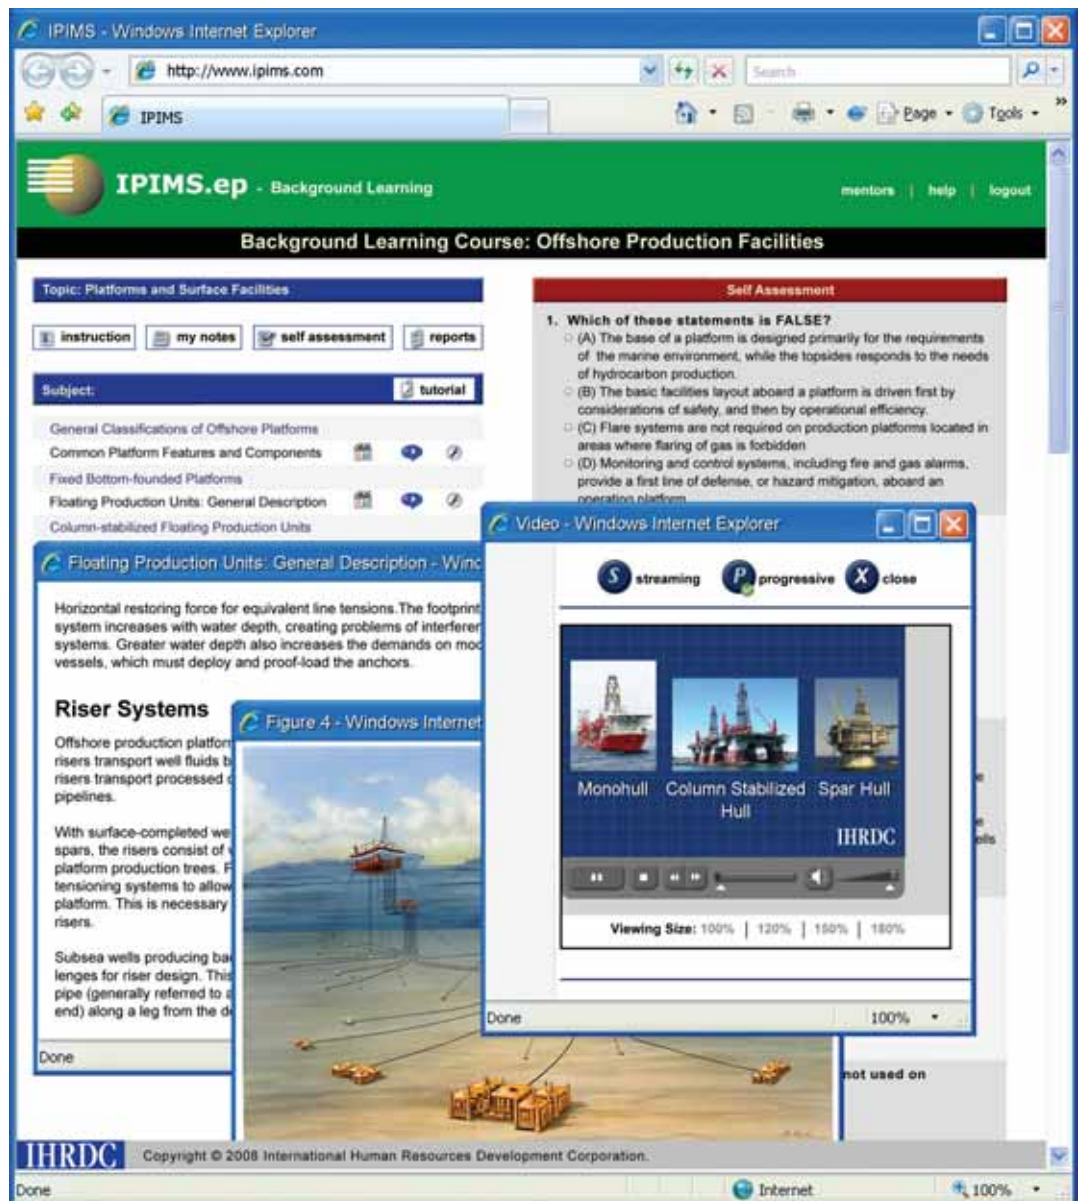 IPIMS - Windows Internet Explorer
http://www.ipims.com
Search
IPIMS
Page
Tools
IPIMS.ep - Background Learning
mentors | help | logout
Background Learning Course: Offshore Production Facilities
Topic: Platforms and Surface Facilities
instruction
my notes
self assessment
reports
Subject:
tutorial
General Classifications of Offshore Platforms
Common Platform Features and Components
Fixed Bottom-founded Platforms
Floating Production Units: General Description
Column-stabilized Floating Production Units
Self Assessment
1. Which of these statements is FALSE?
(A) The base of a platform is designed primarily for the requirements
of the marine environment, while the topsides responds to the needs
of hydrocarbon production.
(B) The basic facilities layout aboard a platform is driven first by
considerations of safety, and then by operational efficiency.
(C) Flare systems are not required on production platforms located in
areas where flaring of gas is forbidden
(D) Monitoring and control systems, including fire and gas alarms,
provide a first line of defense, or hazard mitigation, aboard an
operating platform
Floating Production Units: General Description - Winc
Horizontal restoring force for equivalent line tensions.The footprint
system increases with water depth, creating problems of interferen
systems. Greater water depth also increases the demands on moo
vessels, which must deploy and proof-load the anchors.
Riser Systems
Offshore production platform
risers transport well fluids b
risers transport processed
pipelines.
With surface-completed we
spars, the risers consist of
platform production trees. F
tensioning systems to allow
platform. This is necessary
risers.
Subsea wells producing ba
lenges for riser design. This
pipe (generally referred to a
end) along a leg from the d
Done
Figure 4 - Windows Internet
Video - Windows Internet Explorer
S streaming
P progressive
X close
Monohull
Column Stabilized
Hull
Spar Hull
IHRDC
Viewing Size: 100% | 120% | 150% | 180%
Done
100%
not used on
IHRDC
Copyright © 2008 International Human Resources Development Corporation.
Done
Internet
100%